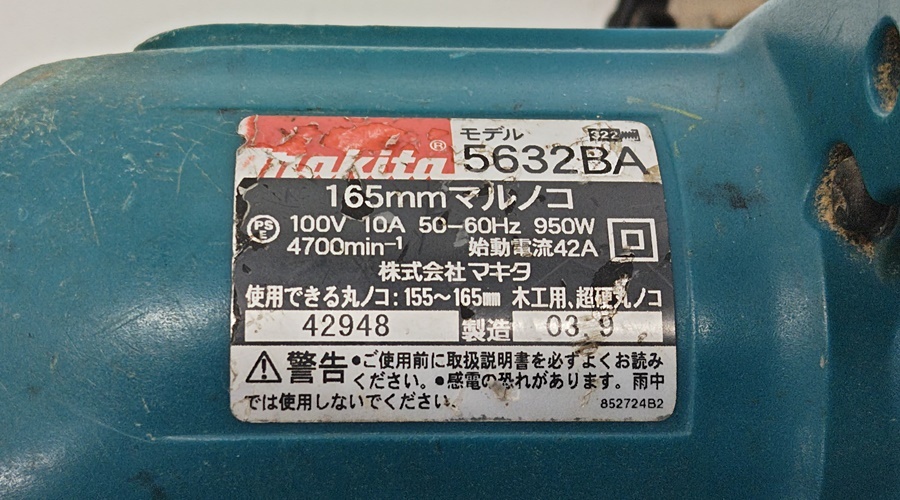 makita® モデル 5632BA
165mmマルノコ
PSE 100V 10A 50-60Hz 950W
4700min⁻¹ 始動電流42A
株式会社マキタ
使用できる丸ノコ:155～165mm 木工用、超硬丸ノコ
42948 製造 03 9
⚠警告 •ご使用前に取扱説明書を必ずよくお読み
ください。•感電の恐れがあります。雨中
では使用しないでください。 852724B2